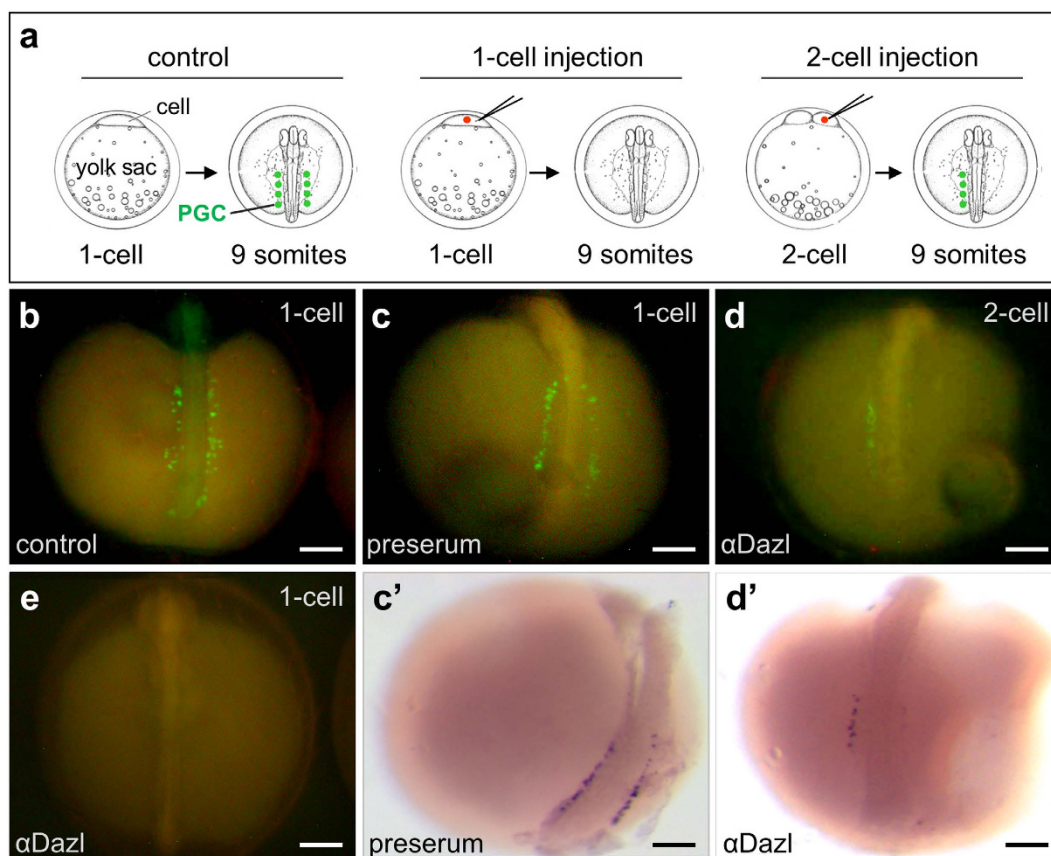 a
control
1-cell injection
2-cell injection
cell
yolk sac
PGC
1-cell
9 somites
1-cell
9 somites
2-cell
9 somites
b
1-cell
control
c
1-cell
preserum
d
2-cell
αDazl
e
1-cell
αDazl
c'
preserum
d'
αDazl